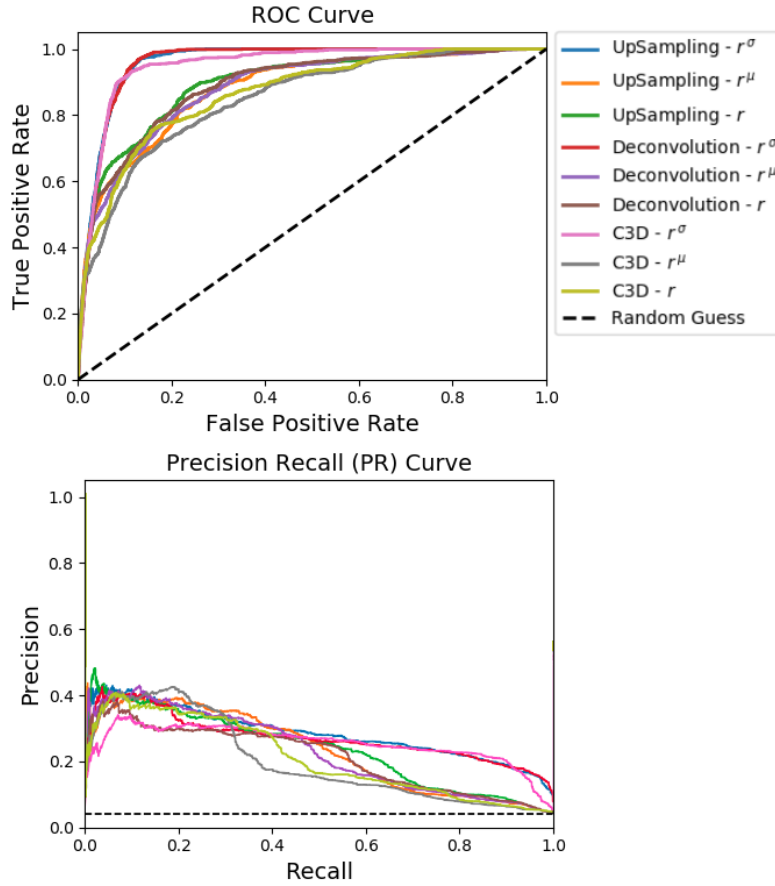 ROC Curve
1.0
0.8
0.6
0.4
0.2
0.0
True Positive Rate
0.0 0.2 0.4 0.6 0.8 1.0
False Positive Rate
UpSampling - r^σ
UpSampling - r^μ
UpSampling - r
Deconvolution - r^σ
Deconvolution - r^μ
Deconvolution - r
C3D - r^σ
C3D - r^μ
C3D - r
Random Guess
Precision Recall (PR) Curve
1.0
0.8
0.6
0.4
0.2
0.0
Precision
0.0 0.2 0.4 0.6 0.8 1.0
Recall